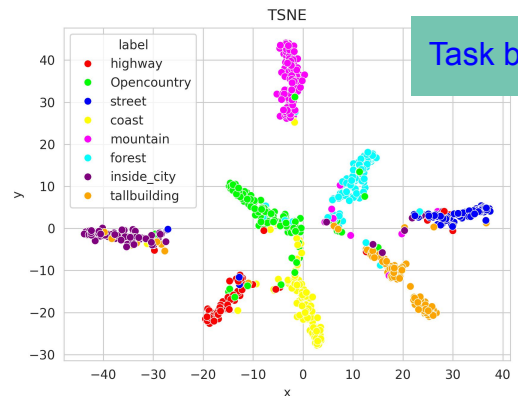 TSNE
Task b
label
highway
Opencountry
street
coast
mountain
forest
inside_city
tallbuilding
y
40
30
20
10
0
−10
−20
−30
−40 −30 −20 −10 0 10 20 30 40
x